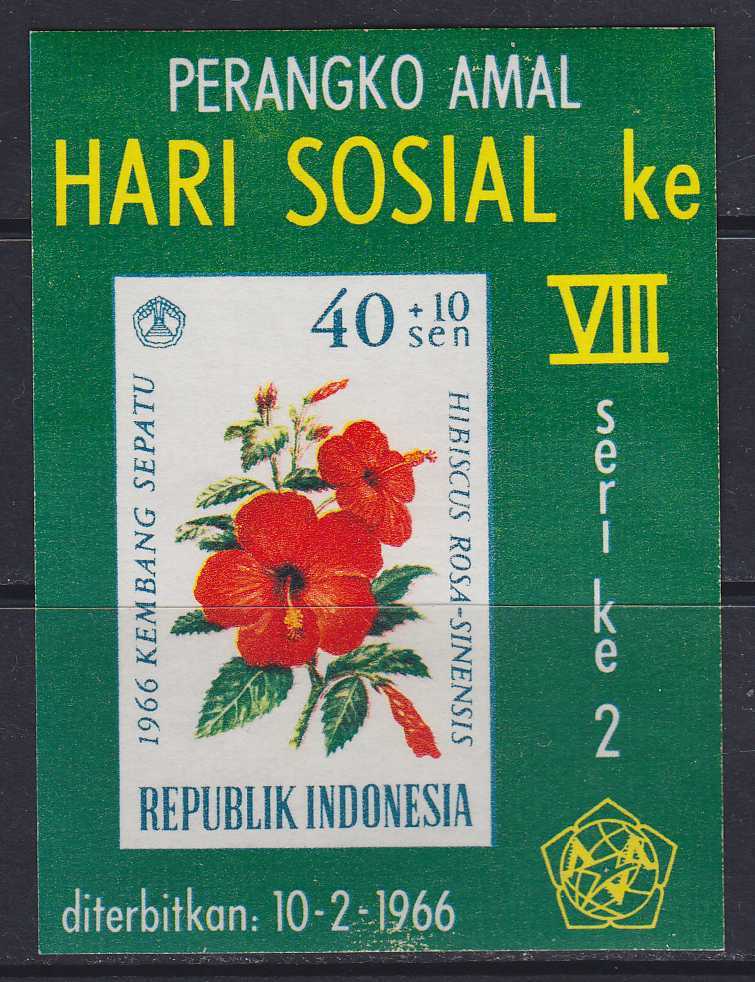 PERANGKO AMAL
HARI SOSIAL ke
VIII
seri ke 2
40 + 10
sen
1966 KEMBANG SEPATU
HIBISCUS ROSA-SINENSIS
REPUBLIK INDONESIA
diterbitkan: 10-2-1966